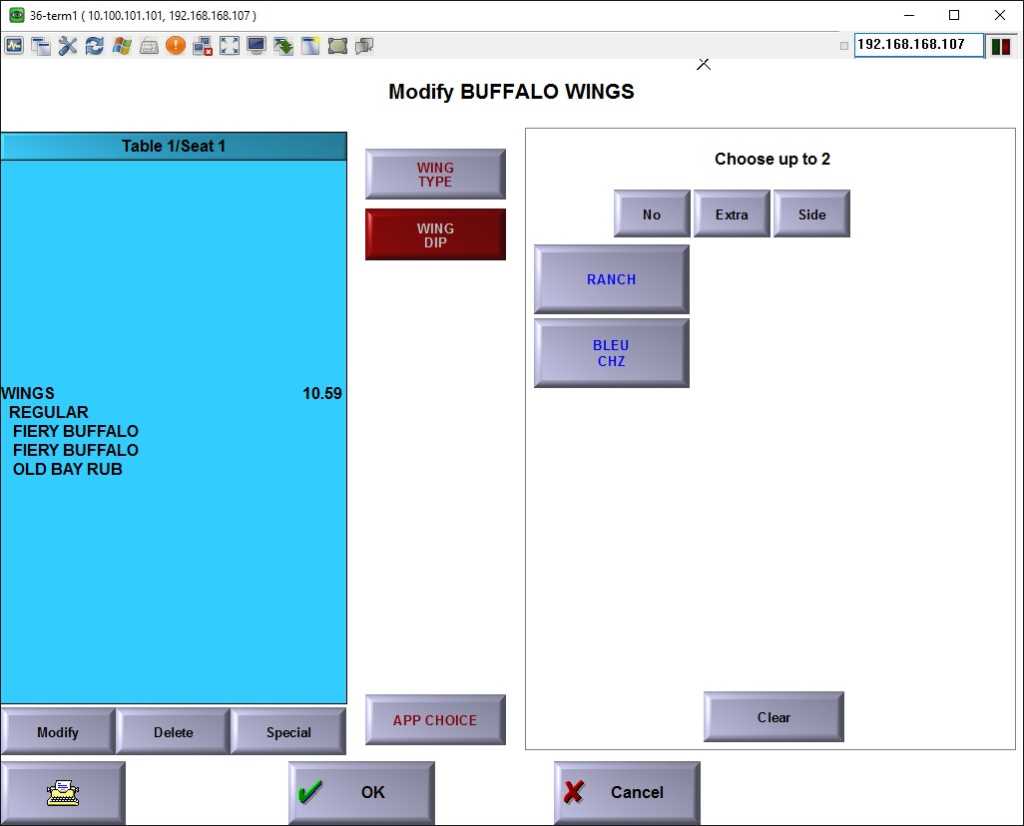 36-term1 ( 10.100.101.101, 192.168.168.107 )
192.168.168.107
Modify BUFFALO WINGS
Table 1/Seat 1
WINGS 10.59
REGULAR
FIERY BUFFALO
FIERY BUFFALO
OLD BAY RUB
WING
TYPE
WING
DIP
APP CHOICE
Choose up to 2
No Extra Side
RANCH
BLEU
CHZ
Clear
Modify Delete Special
OK Cancel